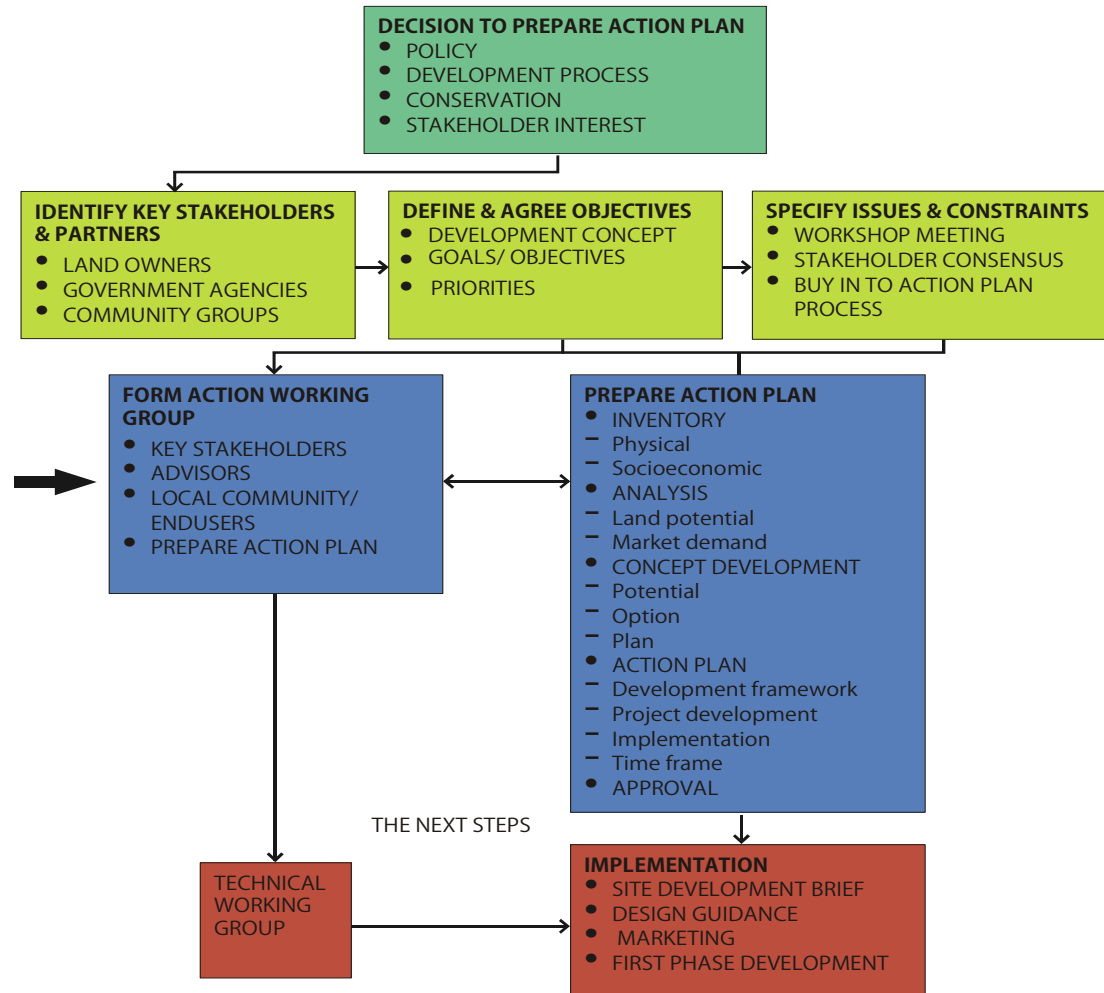 DECISION TO PREPARE ACTION PLAN
• POLICY
• DEVELOPMENT PROCESS
• CONSERVATION
• STAKEHOLDER INTEREST
IDENTIFY KEY STAKEHOLDERS
& PARTNERS
• LAND OWNERS
• GOVERNMENT AGENCIES
• COMMUNITY GROUPS
DEFINE & AGREE OBJECTIVES
• DEVELOPMENT CONCEPT
• GOALS/ OBJECTIVES
• PRIORITIES
SPECIFY ISSUES & CONSTRAINTS
• WORKSHOP MEETING
• STAKEHOLDER CONSENSUS
• BUY IN TO ACTION PLAN
PROCESS
FORM ACTION WORKING
GROUP
• KEY STAKEHOLDERS
• ADVISORS
• LOCAL COMMUNITY/
ENDUSERS
• PREPARE ACTION PLAN
PREPARE ACTION PLAN
• INVENTORY
– Physical
– Socioeconomic
• ANALYSIS
– Land potential
– Market demand
• CONCEPT DEVELOPMENT
– Potential
– Option
– Plan
• ACTION PLAN
– Development framework
– Project development
– Implementation
– Time frame
• APPROVAL
THE NEXT STEPS
TECHNICAL
WORKING
GROUP
IMPLEMENTATION
• SITE DEVELOPMENT BRIEF
• DESIGN GUIDANCE
• MARKETING
• FIRST PHASE DEVELOPMENT